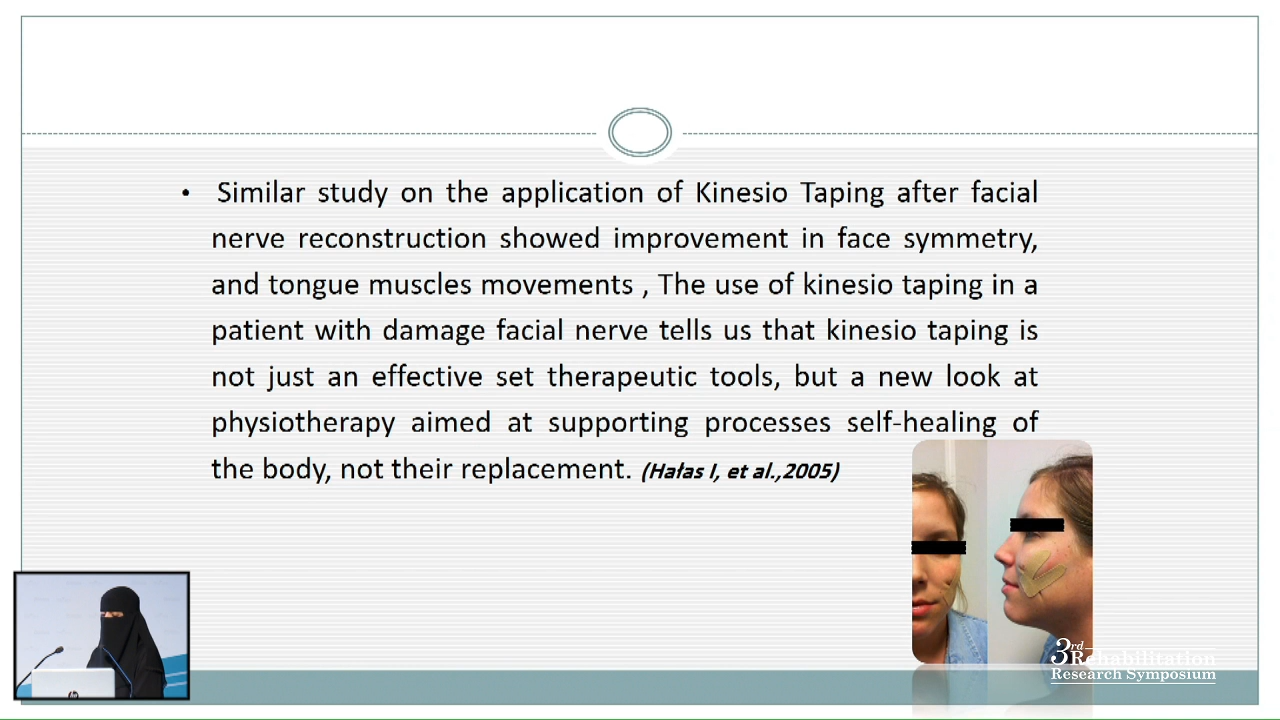 • Similar study on the application of Kinesio Taping after facial
nerve reconstruction showed improvement in face symmetry,
and tongue muscles movements , The use of kinesio taping in a
patient with damage facial nerve tells us that kinesio taping is
not just an effective set therapeutic tools, but a new look at
physiotherapy aimed at supporting processes self-healing of
the body, not their replacement. (Hałas I, et al.,2005)
3rd
Rehabilitation
Research Symposium
hp